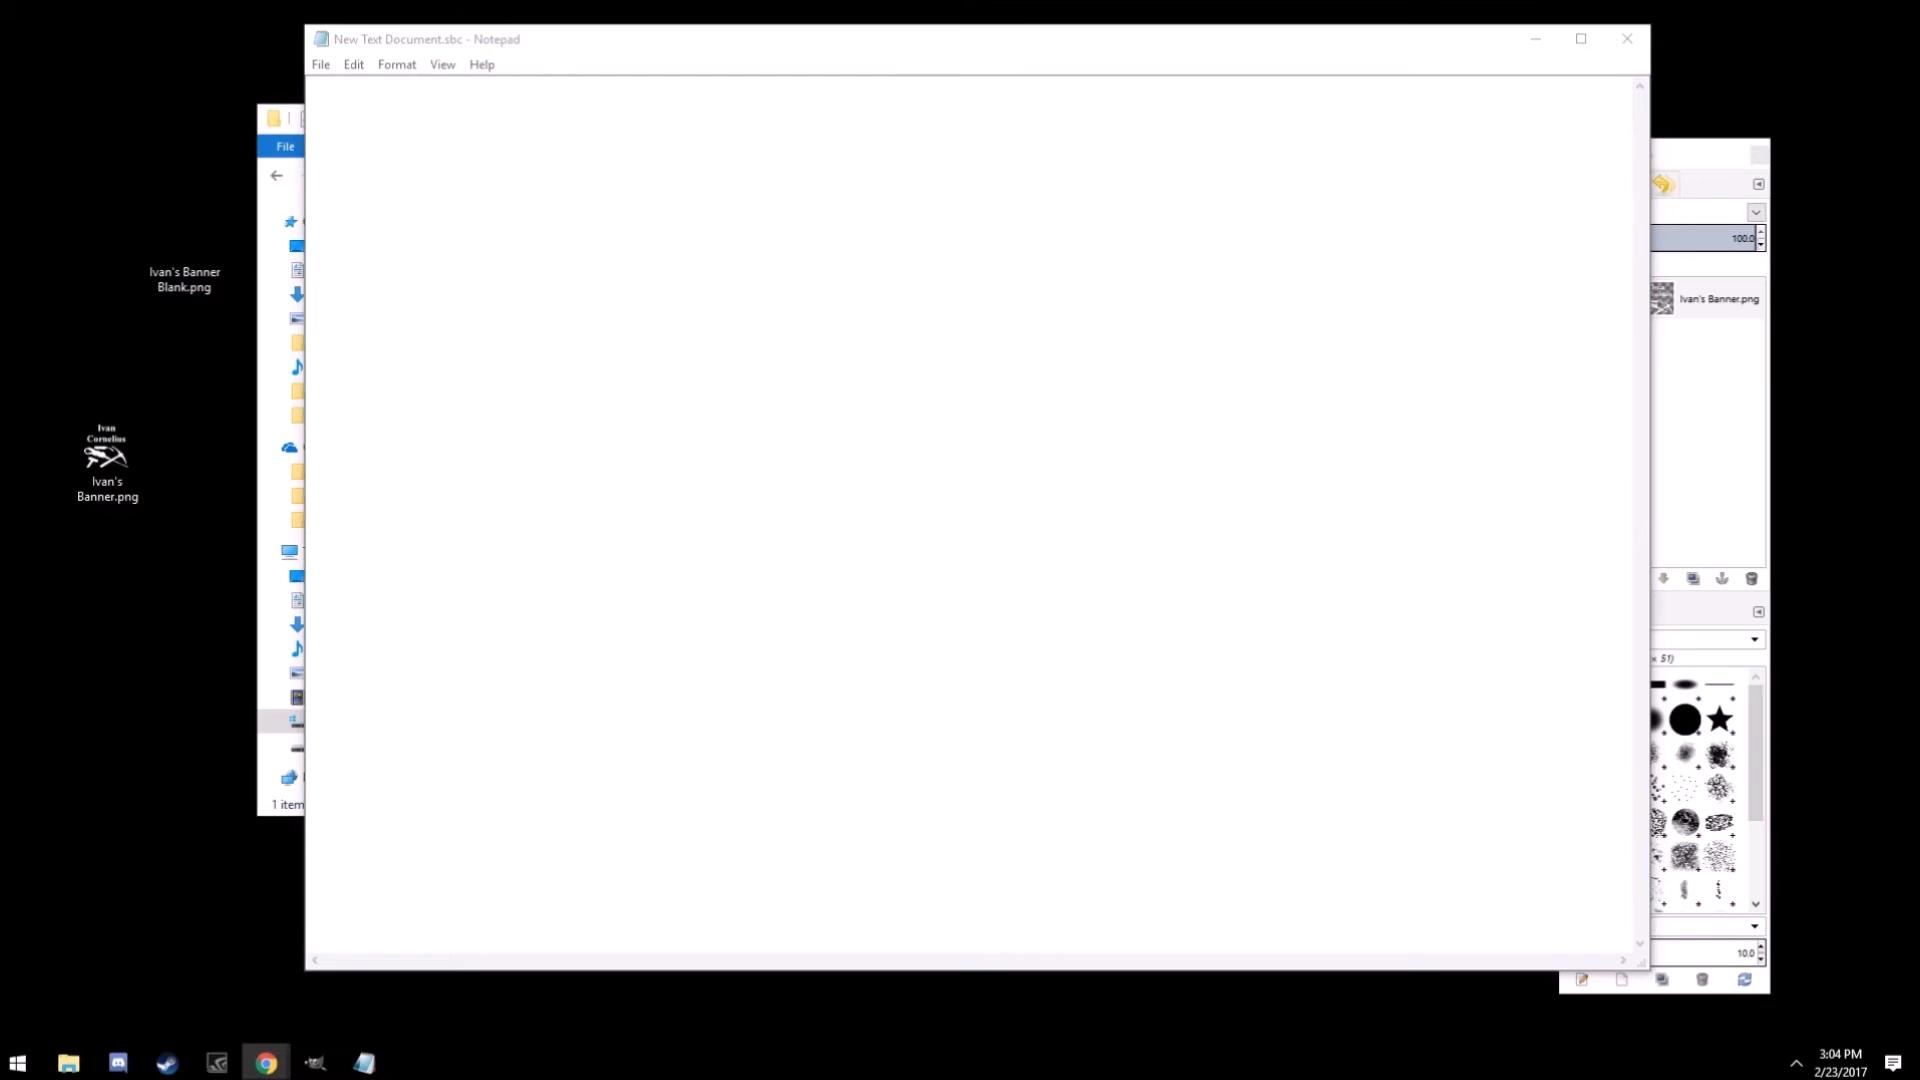 New Text Document.sbc - Notepad
File Edit Format View Help
File
100.0
Ivan's Banner
Blank.png
Ivan's Banner.png
Ivan
Cornelius
Ivan's
Banner.png
× 51)
1 item
10.0
3:04 PM
2/23/2017